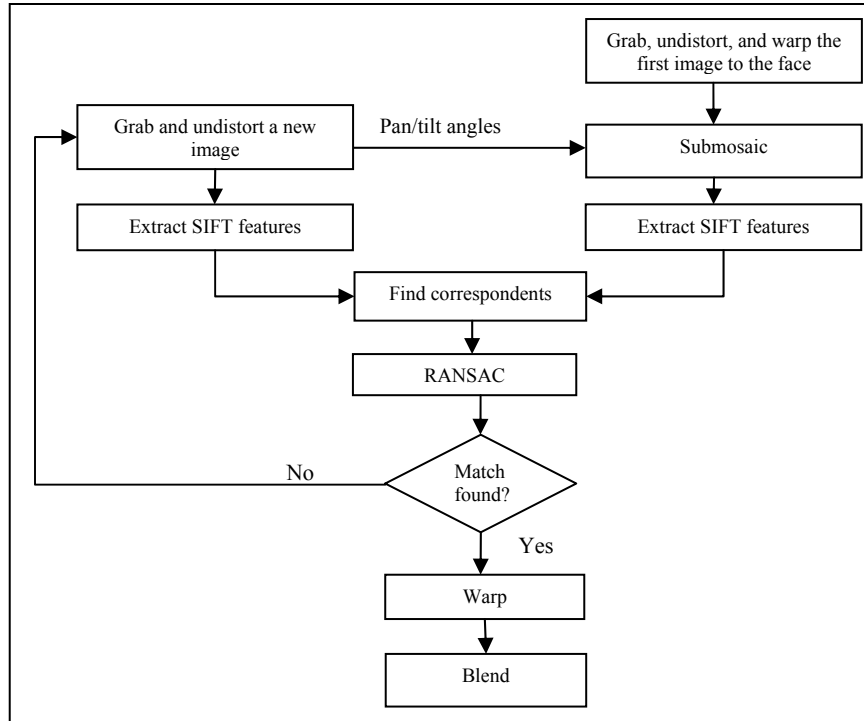 Grab, undistort, and warp the
first image to the face
Grab and undistort a new
image
Pan/tilt angles
Submosaic
Extract SIFT features
Extract SIFT features
Find correspondents
RANSAC
Match
found?
No
Yes
Warp
Blend